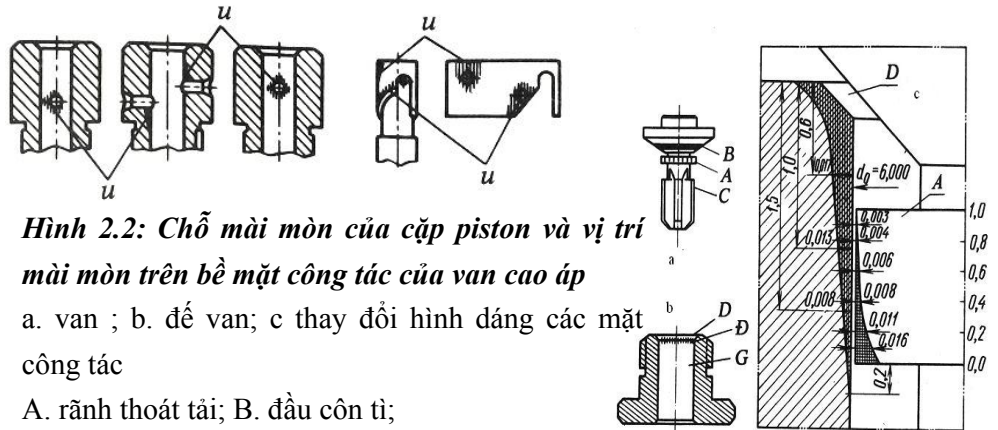 u
u
u
u
Hình 2.2: Chỗ mài mòn của cặp piston và vị trí
mài mòn trên bề mặt công tác của van cao áp
a. van ; b. đế van; c thay đổi hình dáng các mặt
công tác
A. rãnh thoát tải; B. đầu côn tì;
B
A
C
a
b
D
Đ
G
D
c
0,6
0,017
d₀=6,000
1,0
1,5
A
1,0
0,003
0,004
0,013
0,8
0,006
0,6
0,008
0,008
0,4
0,011
0,2
0,016
0,0
0,2